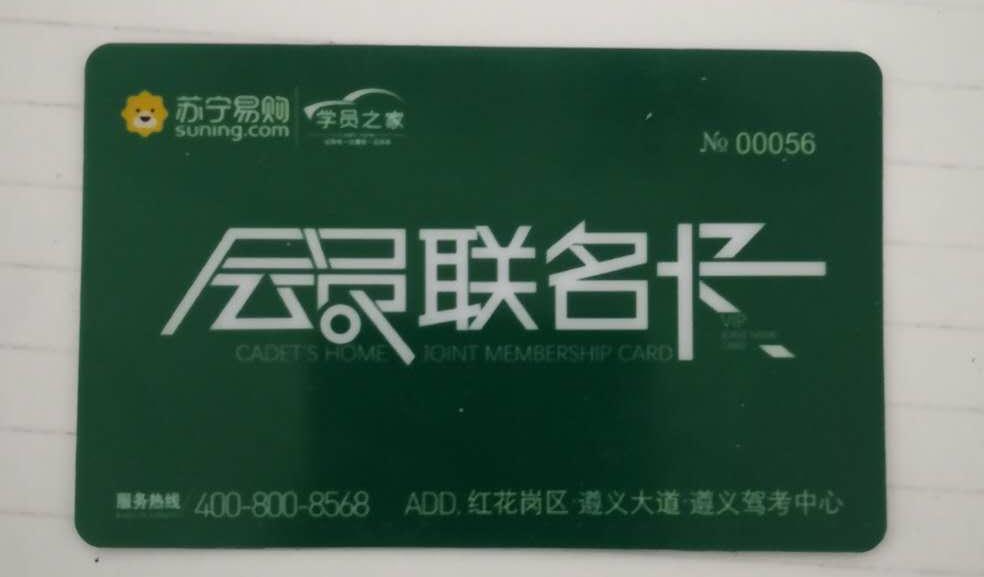 苏宁易购
suning.com
学员之家
№ 00056
会员联名卡
VIP
CADET'S HOME JOINT MEMBERSHIP CARD
服务热线 400-800-8568 ADD. 红花岗区·遵义大道·遵义驾考中心